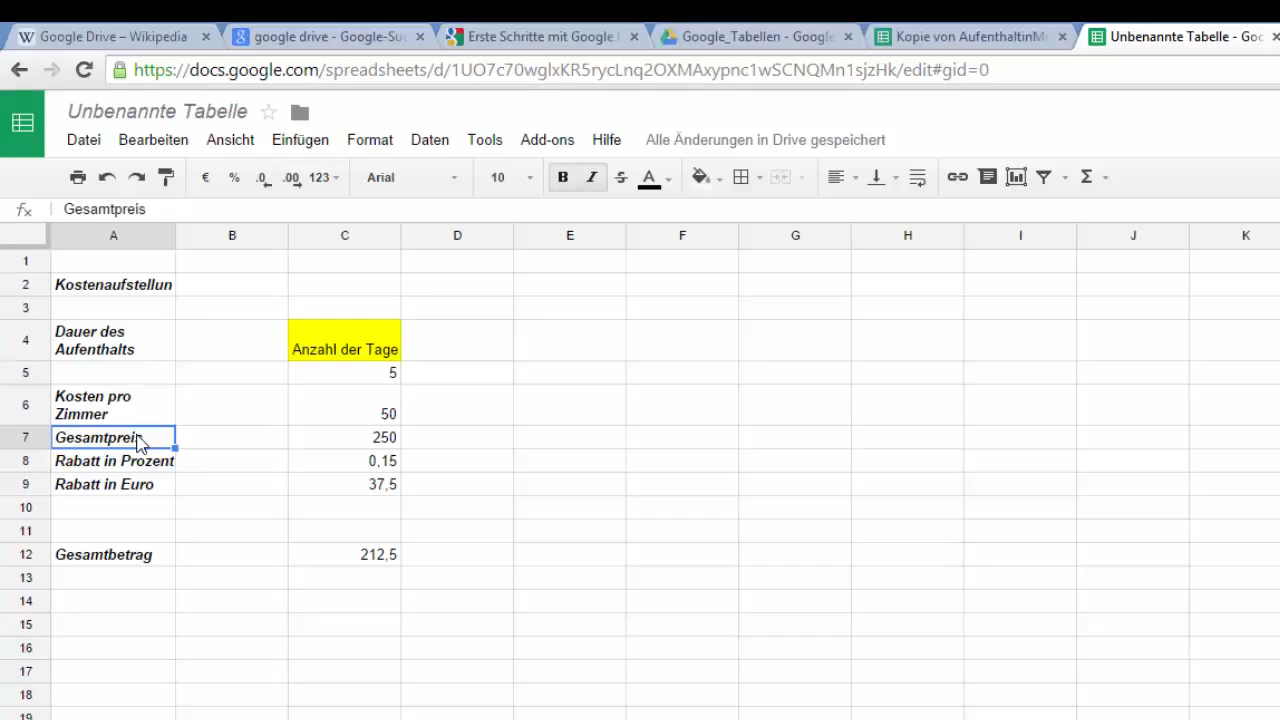 Google Drive – Wikipedia
google drive - Google-Su
Erste Schritte mit Google
Google_Tabellen - Google
Kopie von AufenthaltinM
Unbenannte Tabelle - Goo
https://docs.google.com/spreadsheets/d/1UO7c70wglxKR5rycLnq2OXMAxypnc1wSCNQMn1sjzHk/edit#gid=0
Unbenannte Tabelle
Datei Bearbeiten Ansicht Einfügen Format Daten Tools Add-ons Hilfe Alle Änderungen in Drive gespeichert
€ % .0 .00 123 Arial 10 B I S A Σ
fx Gesamtpreis
A B C D E F G H I J K
1
2 Kostenaufstellun
3
Dauer des
4 Aufenthalts Anzahl der Tage
5 5
Kosten pro
6 Zimmer 50
7 Gesamtpreis 250
8 Rabatt in Prozent 0,15
9 Rabatt in Euro 37,5
10
11
12 Gesamtbetrag 212,5
13
14
15
16
17
18
19